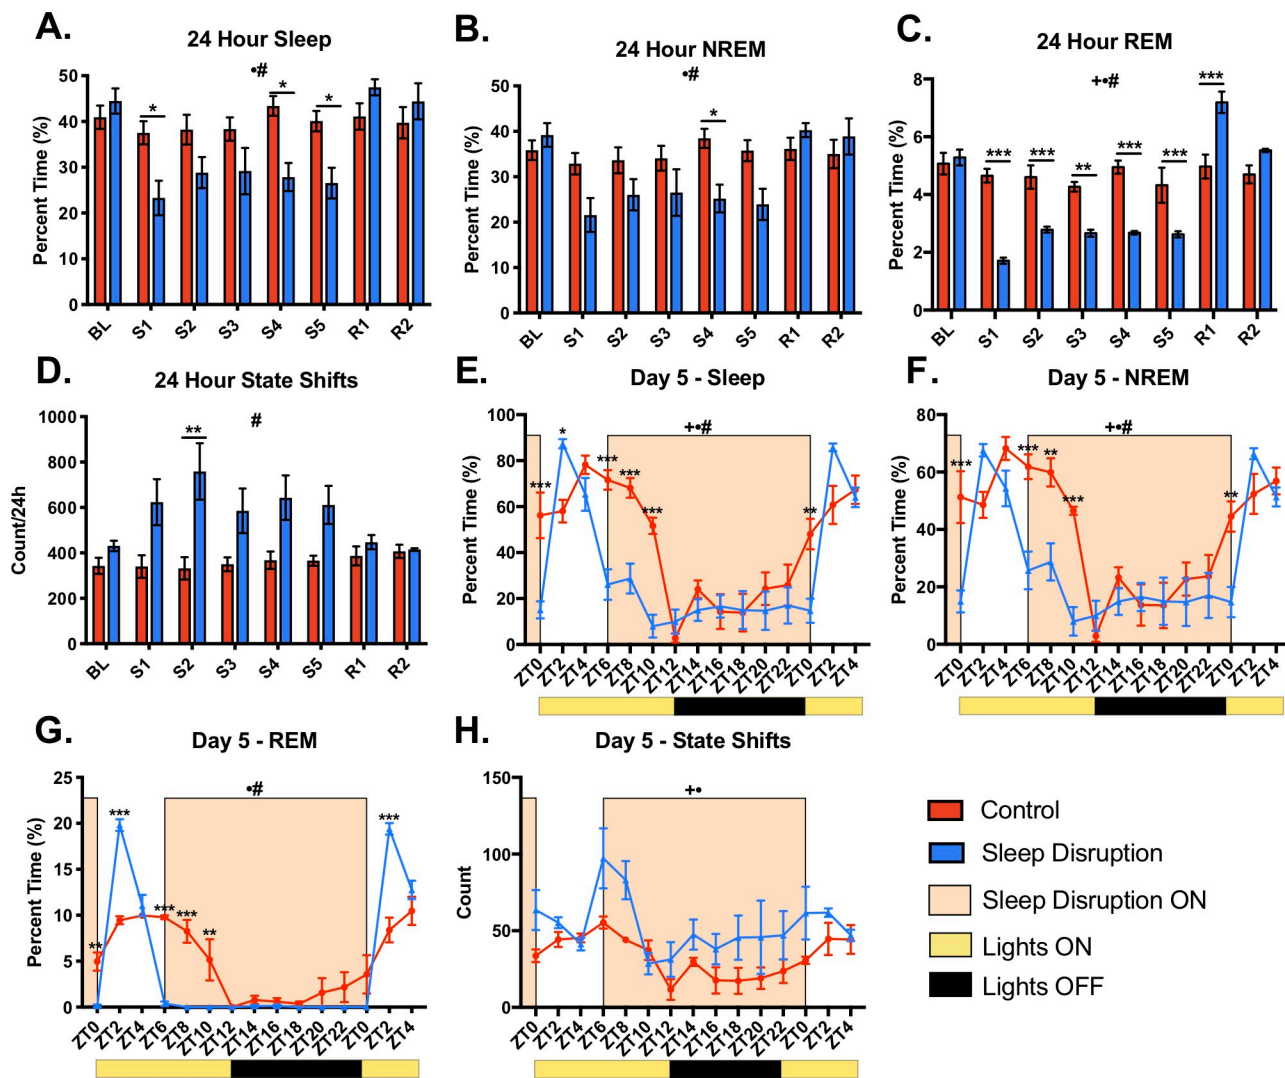 A.
24 Hour Sleep
•#
* * *
Percent Time (%)
50
40
30
20
10
0
BL S1 S2 S3 S4 S5 R1 R2
B.
24 Hour NREM
•#
*
Percent Time (%)
50
40
30
20
10
0
BL S1 S2 S3 S4 S5 R1 R2
C.
24 Hour REM
+•#
*** *** ** *** *** ***
Percent Time (%)
8
6
4
2
0
BL S1 S2 S3 S4 S5 R1 R2
D.
24 Hour State Shifts
#
**
Count/24h
1000
800
600
400
200
0
BL S1 S2 S3 S4 S5 R1 R2
E.
Day 5 - Sleep
+•#
*** * *** *** *** **
Percent Time (%)
100
80
60
40
20
0
ZT0 ZT2 ZT4 ZT6 ZT8 ZT10 ZT12 ZT14 ZT16 ZT18 ZT20 ZT22 ZT0 ZT2 ZT4
F.
Day 5 - NREM
+•#
*** *** ** *** **
Percent Time (%)
80
60
40
20
0
ZT0 ZT2 ZT4 ZT6 ZT8 ZT10 ZT12 ZT14 ZT16 ZT18 ZT20 ZT22 ZT0 ZT2 ZT4
G.
Day 5 - REM
•#
** *** *** *** ** ***
Percent Time (%)
25
20
15
10
5
0
ZT0 ZT2 ZT4 ZT6 ZT8 ZT10 ZT12 ZT14 ZT16 ZT18 ZT20 ZT22 ZT0 ZT2 ZT4
H.
Day 5 - State Shifts
+•
Count
150
100
50
0
ZT0 ZT2 ZT4 ZT6 ZT8 ZT10 ZT12 ZT14 ZT16 ZT18 ZT20 ZT22 ZT0 ZT2 ZT4
Control
Sleep Disruption
Sleep Disruption ON
Lights ON
Lights OFF